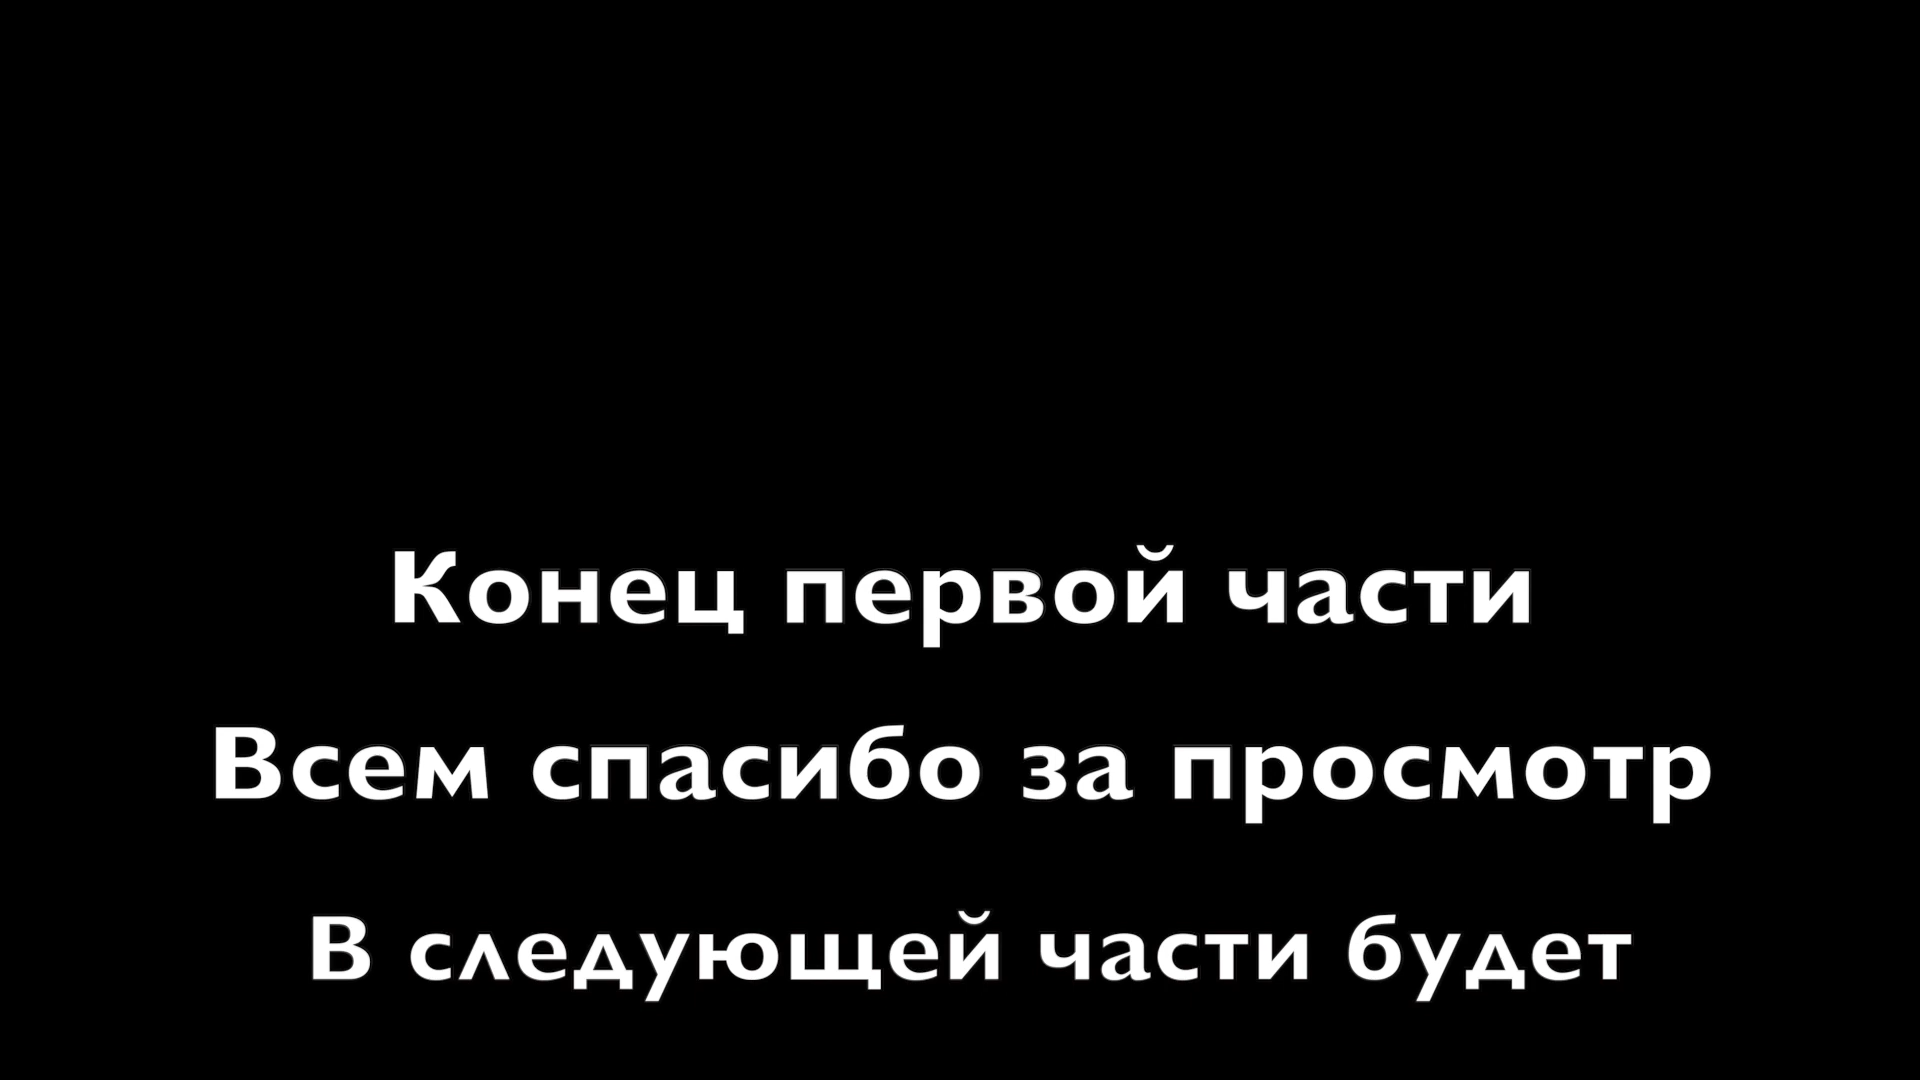 Конец первой части
Всем спасибо за просмотр
В следующей части будет